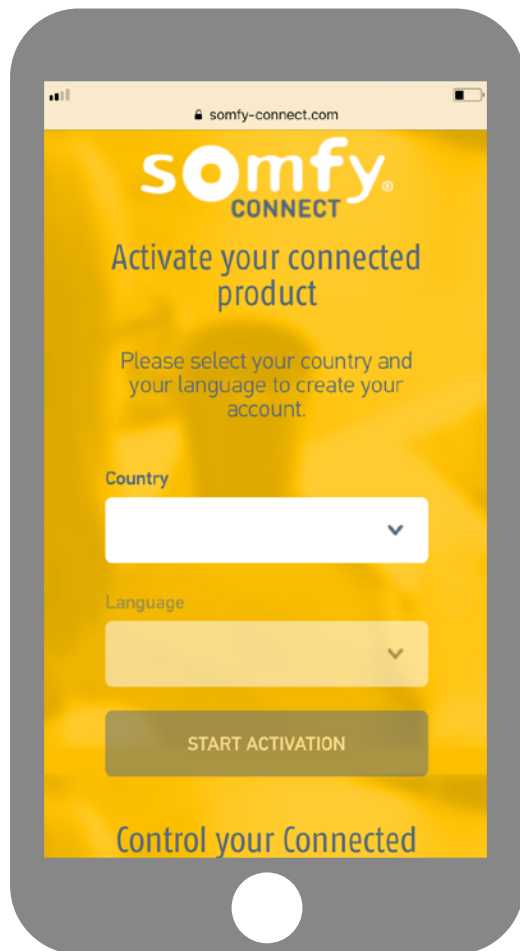 somfy-connect.com
somfy®
CONNECT
Activate your connected
product
Please select your country and
your language to create your
account.
Country
Language
START ACTIVATION
Control your Connected